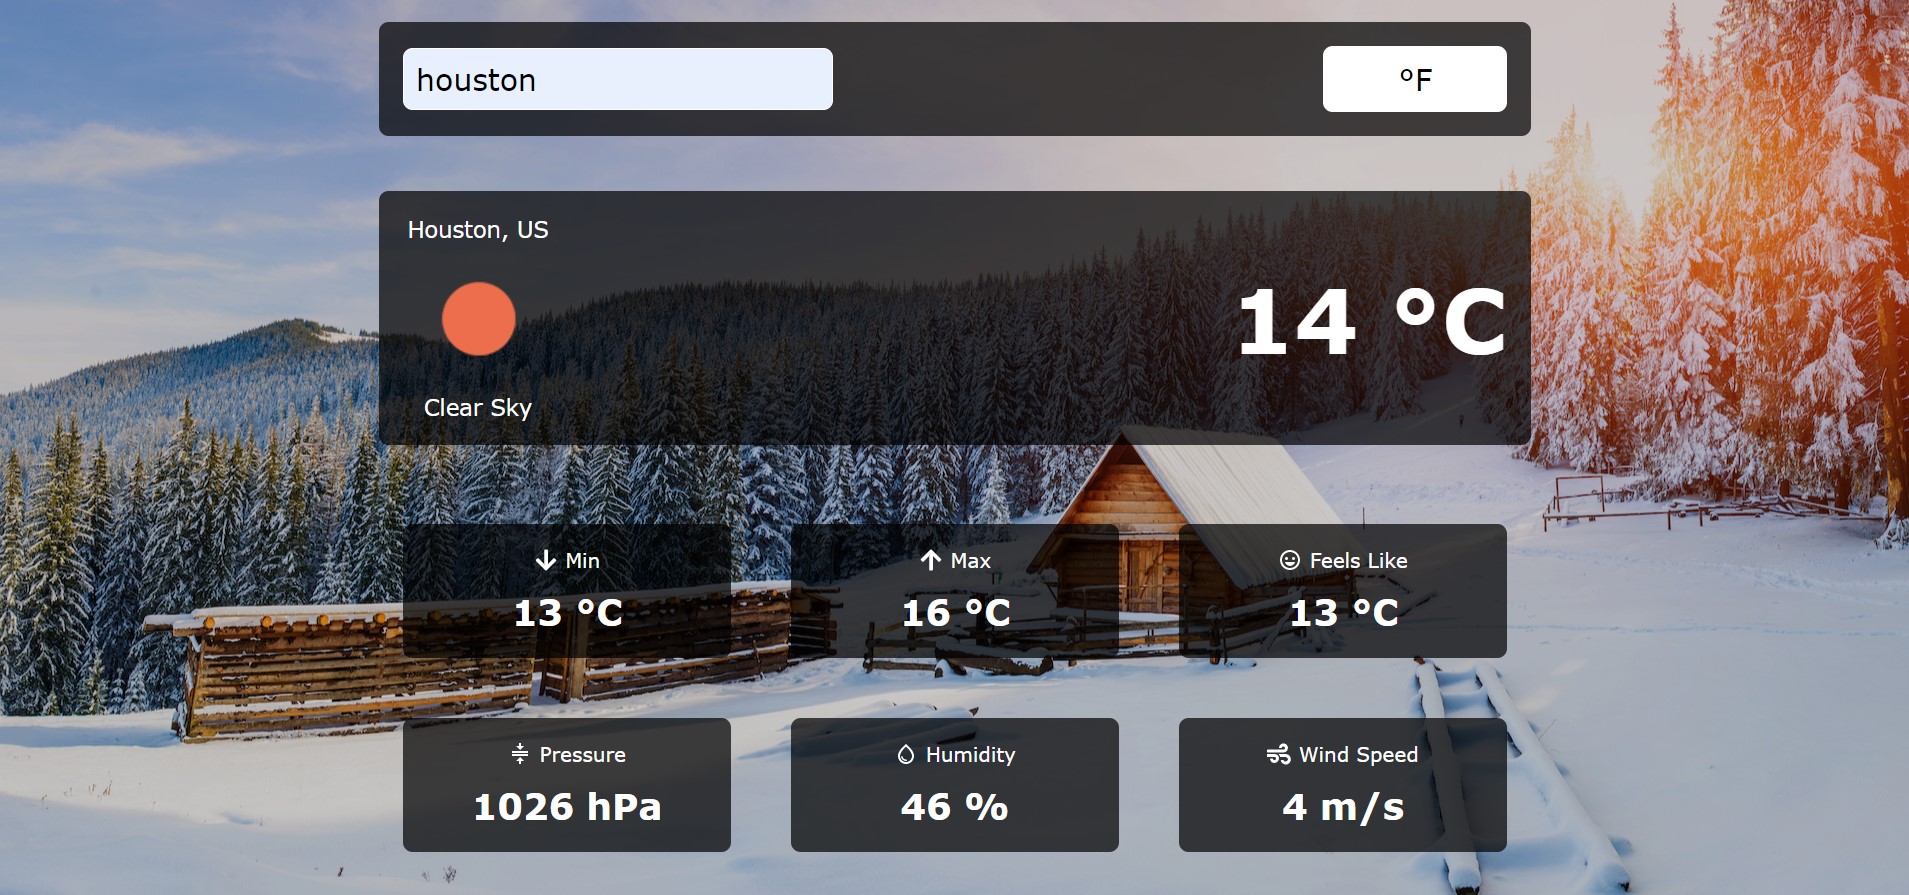 houston
°F
Houston, US
14 °C
Clear Sky
Min
13 °C
Max
16 °C
Feels Like
13 °C
Pressure
1026 hPa
Humidity
46 %
Wind Speed
4 m/s